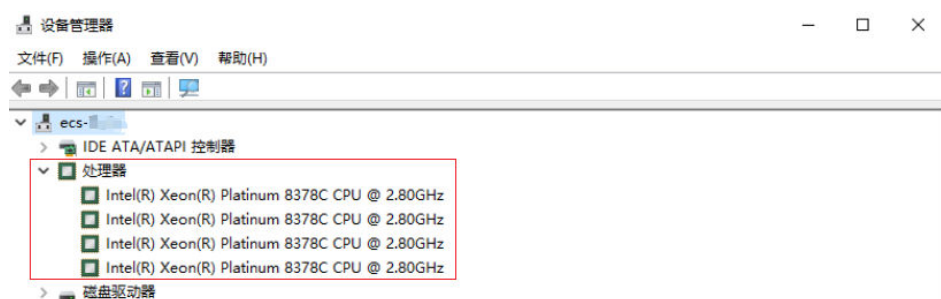 设备管理器
文件(F) 操作(A) 查看(V) 帮助(H)
ecs-
IDE ATA/ATAPI 控制器
处理器
Intel(R) Xeon(R) Platinum 8378C CPU @ 2.80GHz
Intel(R) Xeon(R) Platinum 8378C CPU @ 2.80GHz
Intel(R) Xeon(R) Platinum 8378C CPU @ 2.80GHz
Intel(R) Xeon(R) Platinum 8378C CPU @ 2.80GHz
磁盘驱动器